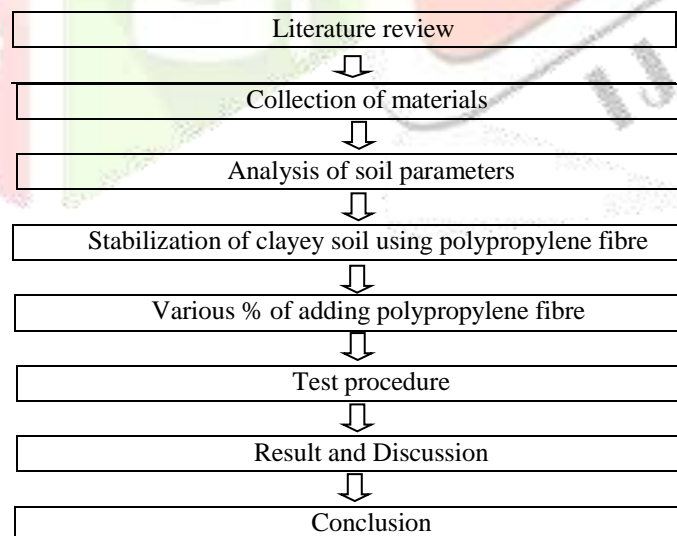 Literature review
Collection of materials
Analysis of soil parameters
Stabilization of clayey soil using polypropylene fibre
Various % of adding polypropylene fibre
Test procedure
Result and Discussion
Conclusion